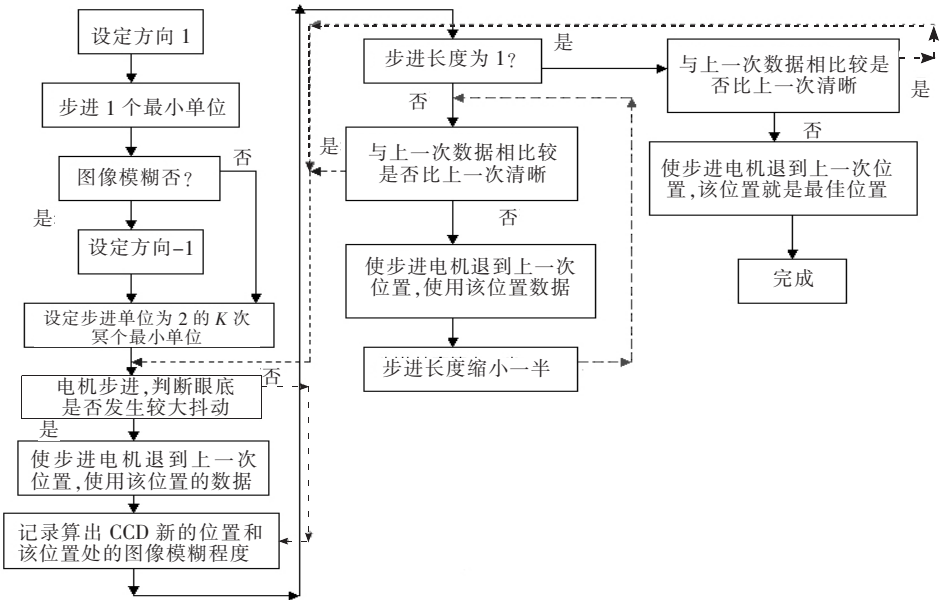 设定方向 1
步进 1 个最小单位
图像模糊否?
否
是
设定方向-1
设定步进单位为 2 的 K 次
冥个最小单位
电机步进,判断眼底
是否发生较大抖动
否
是
使步进电机退到上一次
位置,使用该位置的数据
记录算出 CCD 新的位置和
该位置处的图像模糊程度
步进长度为 1?
是
否
与上一次数据相比较
是否比上一次清晰
是
否
使步进电机退到上一次
位置,使用该位置数据
步进长度缩小一半
与上一次数据相比较是
否比上一次清晰
是
否
使步进电机退到上一次位
置,该位置就是最佳位置
完成